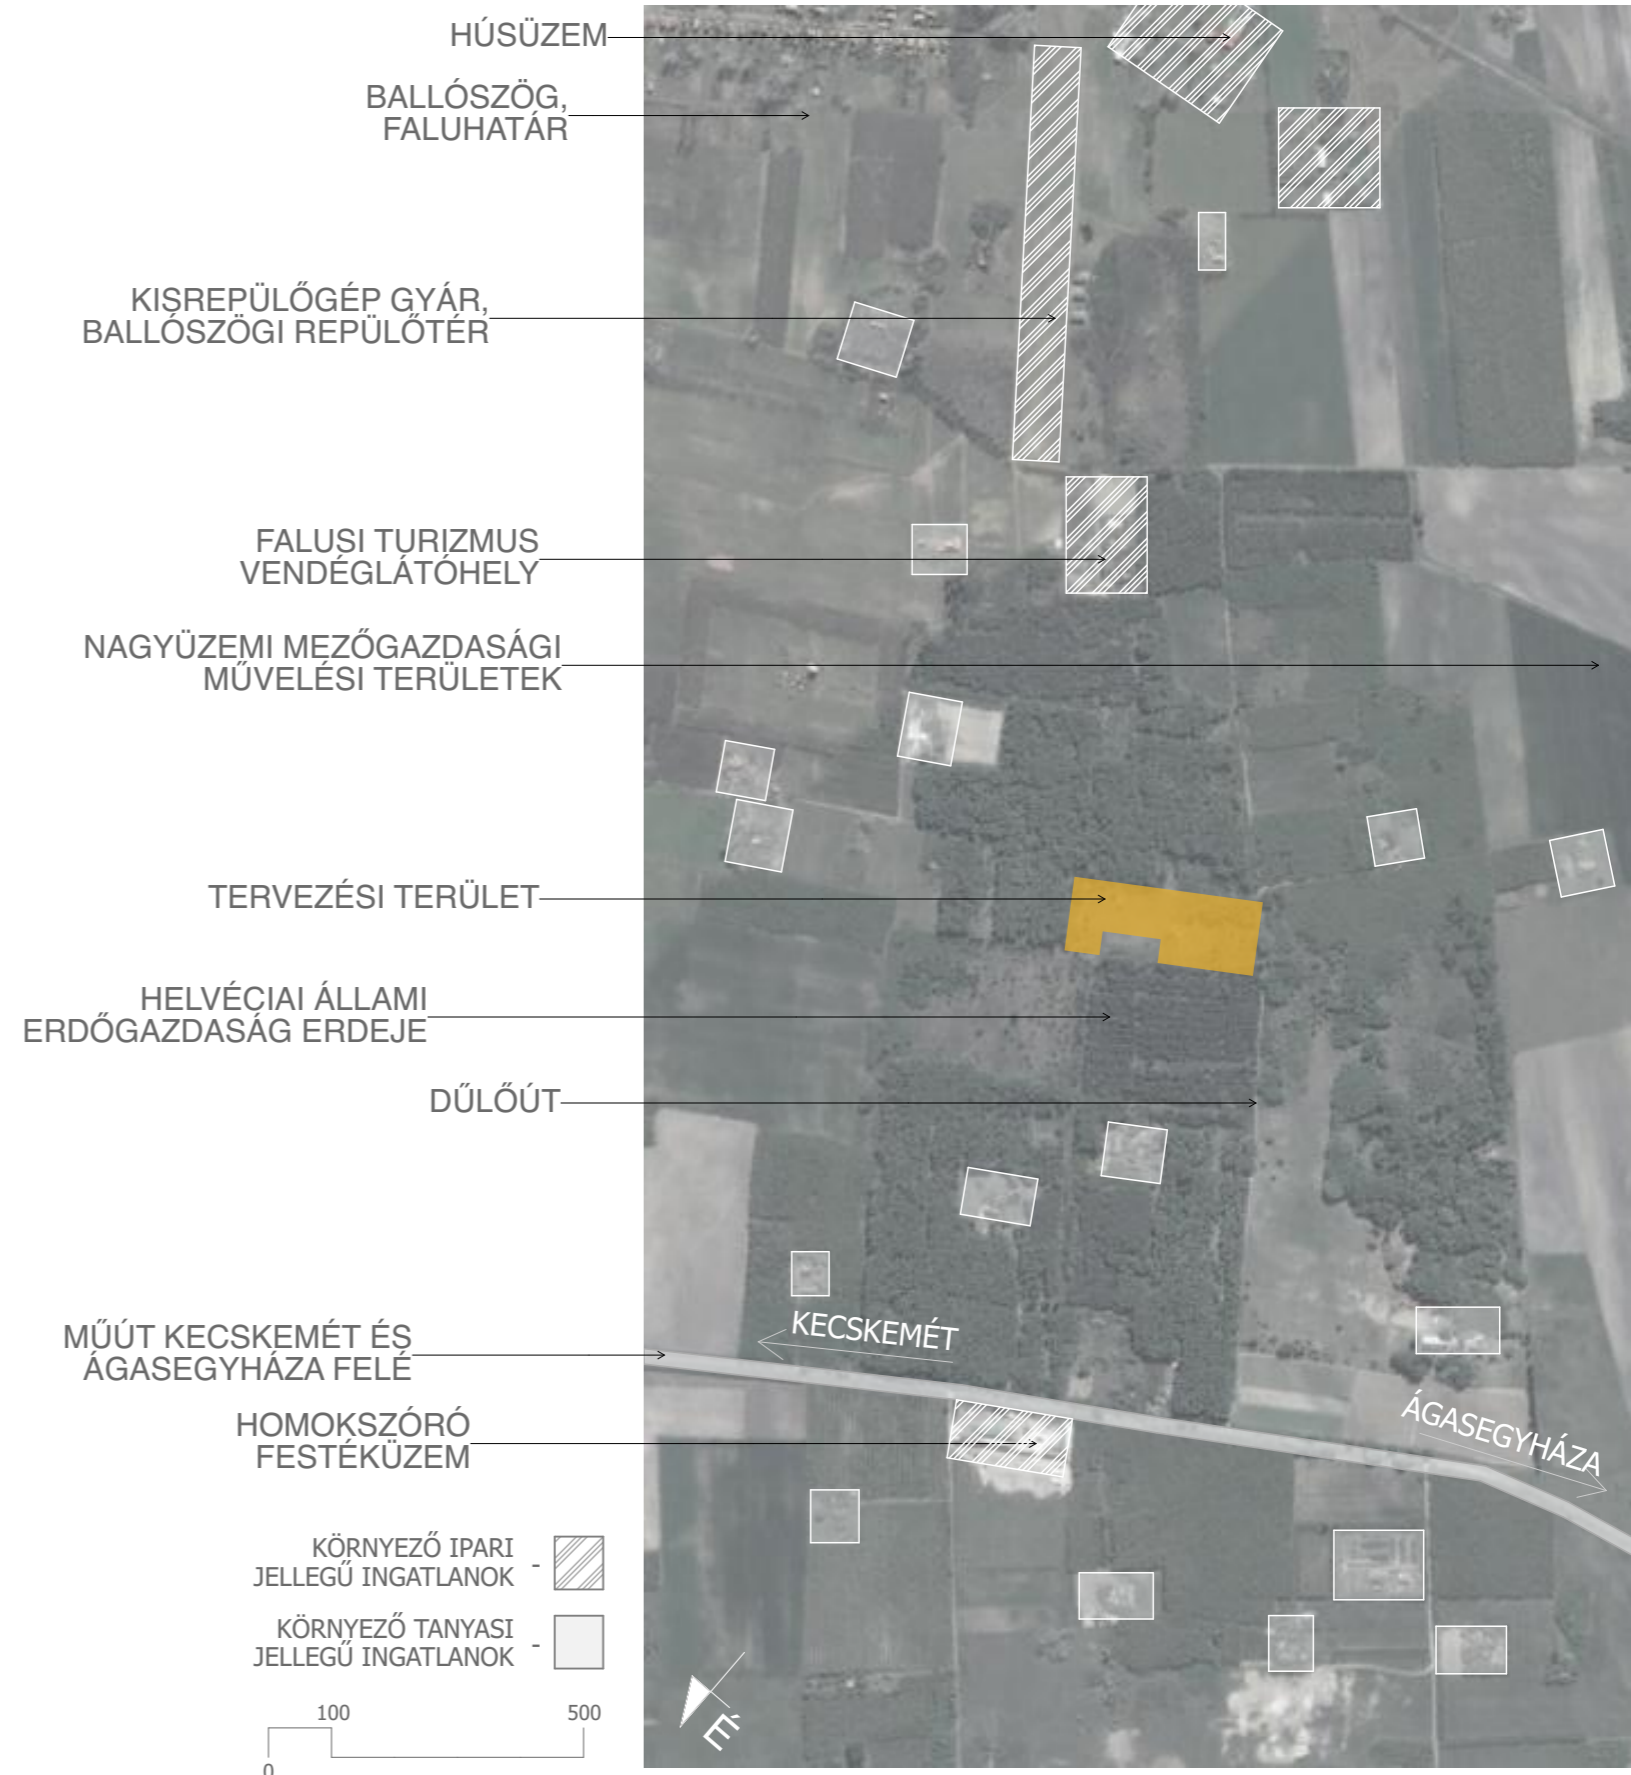 HÚSÜZEM
BALLÓSZÖG,
FALUHATÁR
KISREPÜLŐGÉP GYÁR,
BALLÓSZÖGI REPÜLŐTÉR
FALUSI TURIZMUS
VENDÉGLÁTÓHELY
NAGYÜZEMI MEZŐGAZDASÁGI
MŰVELÉSI TERÜLETEK
TERVEZÉSI TERÜLET
HELVÉCIAI ÁLLAMI
ERDŐGAZDASÁG ERDEJE
DŰLŐÚT
KECSKEMÉT
MŰÚT KECSKEMÉT ÉS
ÁGASEGYHÁZA FELÉ
ÁGASEGYHÁZA
HOMOKSZÓRÓ
FESTÉKÜZEM
KÖRNYEZŐ IPARI
JELLEGŰ INGATLANOK -
KÖRNYEZŐ TANYASI
JELLEGŰ INGATLANOK -
100 500
0
É